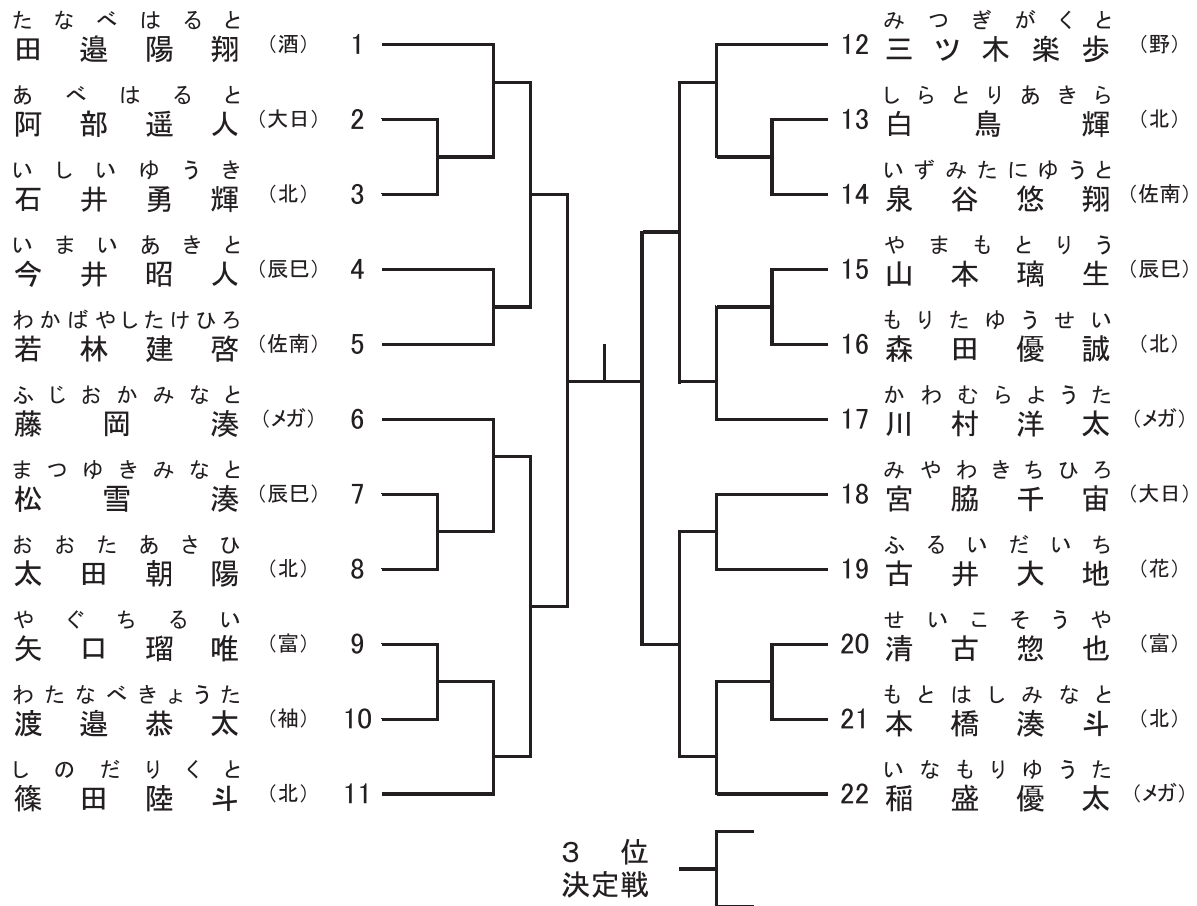 たなべはると
田邉陽翔 （酒） 1
あべはると
阿部遥人 （大日） 2
いしいゆうき
石井勇輝 （北） 3
いまいあきと
今井昭人 （辰巳） 4
わかばやしたけひろ
若林建啓 （佐南） 5
ふじおかみなと
藤岡湊 （メガ） 6
まつゆきみなと
松雪湊 （辰巳） 7
おおたあさひ
太田朝陽 （北） 8
やぐちるい
矢口瑠唯 （富） 9
わたなべきょうた
渡邉恭太 （袖） 10
しのだりくと
篠田陸斗 （北） 11
みつぎがくと
12 三ツ木楽歩 （野）
しらとりあきら
13 白鳥輝 （北）
いずみたにゆうと
14 泉谷悠翔 （佐南）
やまもとりう
15 山本璃生 （辰巳）
もりたゆうせい
16 森田優誠 （北）
かわむらようた
17 川村洋太 （メガ）
みやわきちひろ
18 宮脇千宙 （大日）
ふるいだいち
19 古井大地 （花）
せいこそうや
20 清古惣也 （富）
もとはしみなと
21 本橋湊斗 （北）
いなもりゆうた
22 稲盛優太 （メガ）
3位
決定戦